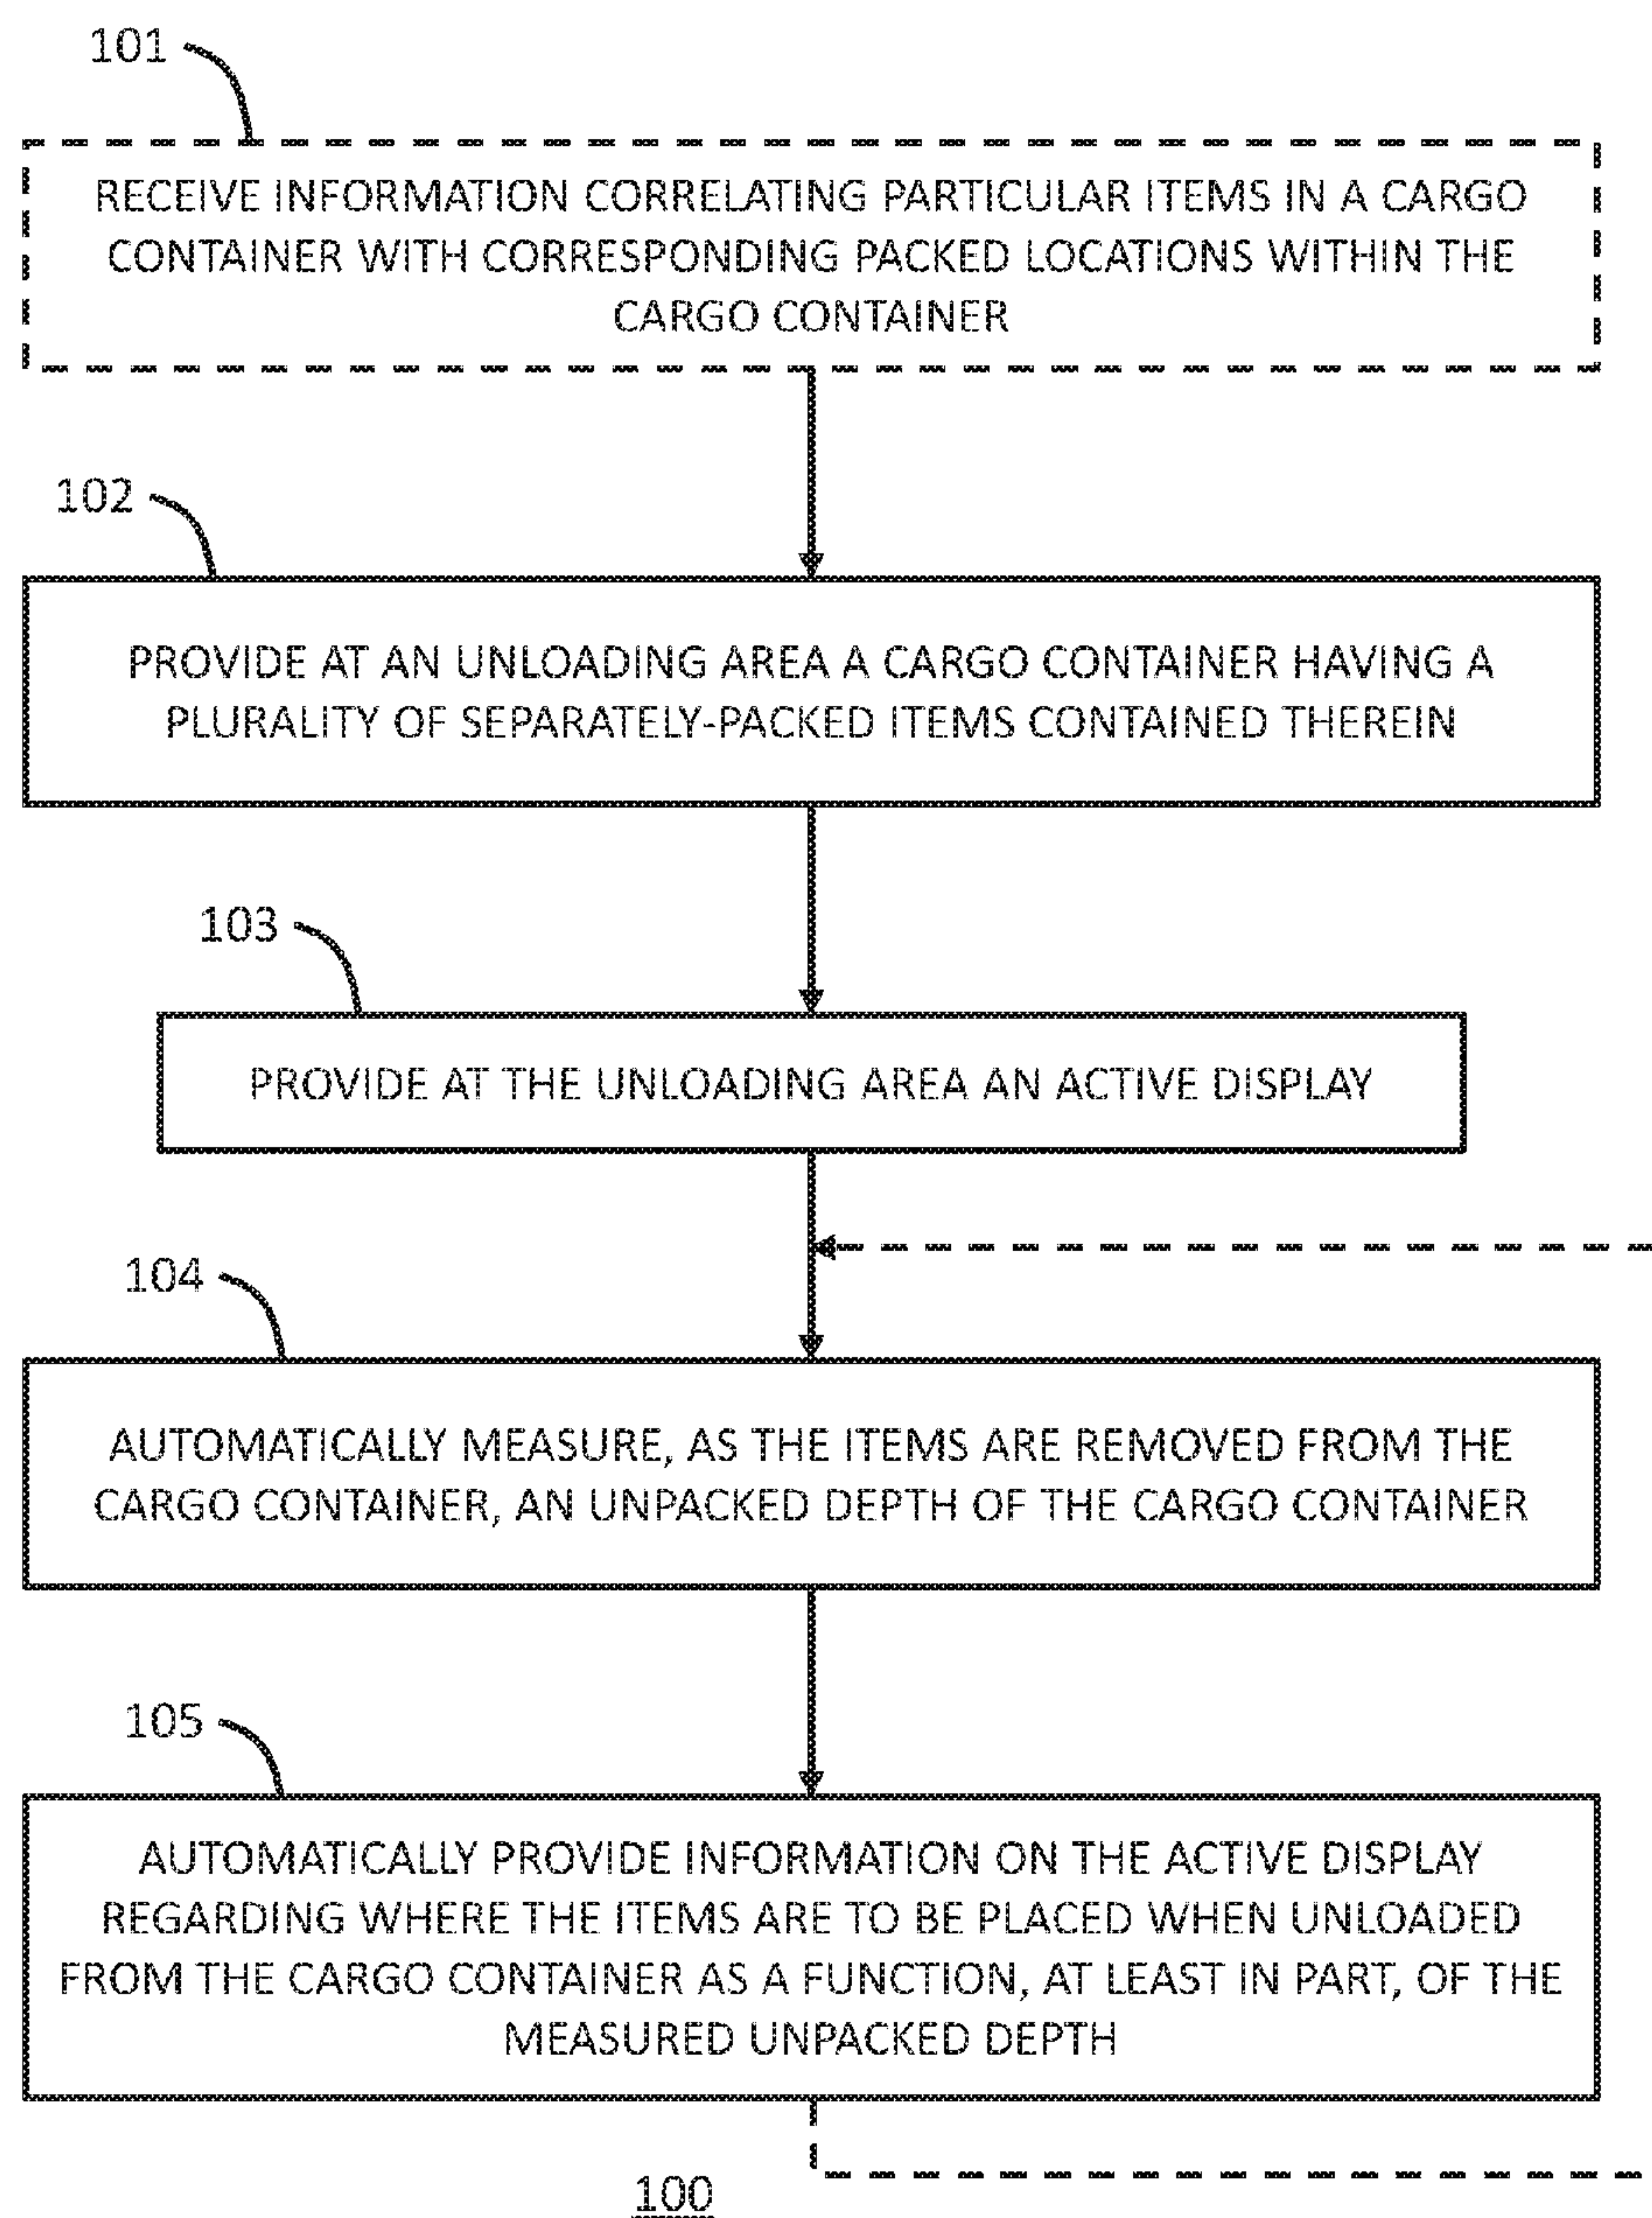 101
RECEIVE INFORMATION CORRELATING PARTICULAR ITEMS IN A CARGO
CONTAINER WITH CORRESPONDING PACKED LOCATIONS WITHIN THE
CARGO CONTAINER
102
PROVIDE AT AN UNLOADING AREA A CARGO CONTAINER HAVING A
PLURALITY OF SEPARATELY-PACKED ITEMS CONTAINED THEREIN
103
PROVIDE AT THE UNLOADING AREA AN ACTIVE DISPLAY
104
AUTOMATICALLY MEASURE, AS THE ITEMS ARE REMOVED FROM THE
CARGO CONTAINER, AN UNPACKED DEPTH OF THE CARGO CONTAINER
105
AUTOMATICALLY PROVIDE INFORMATION ON THE ACTIVE DISPLAY
REGARDING WHERE THE ITEMS ARE TO BE PLACED WHEN UNLOADED
FROM THE CARGO CONTAINER AS A FUNCTION, AT LEAST IN PART, OF THE
MEASURED UNPACKED DEPTH
100